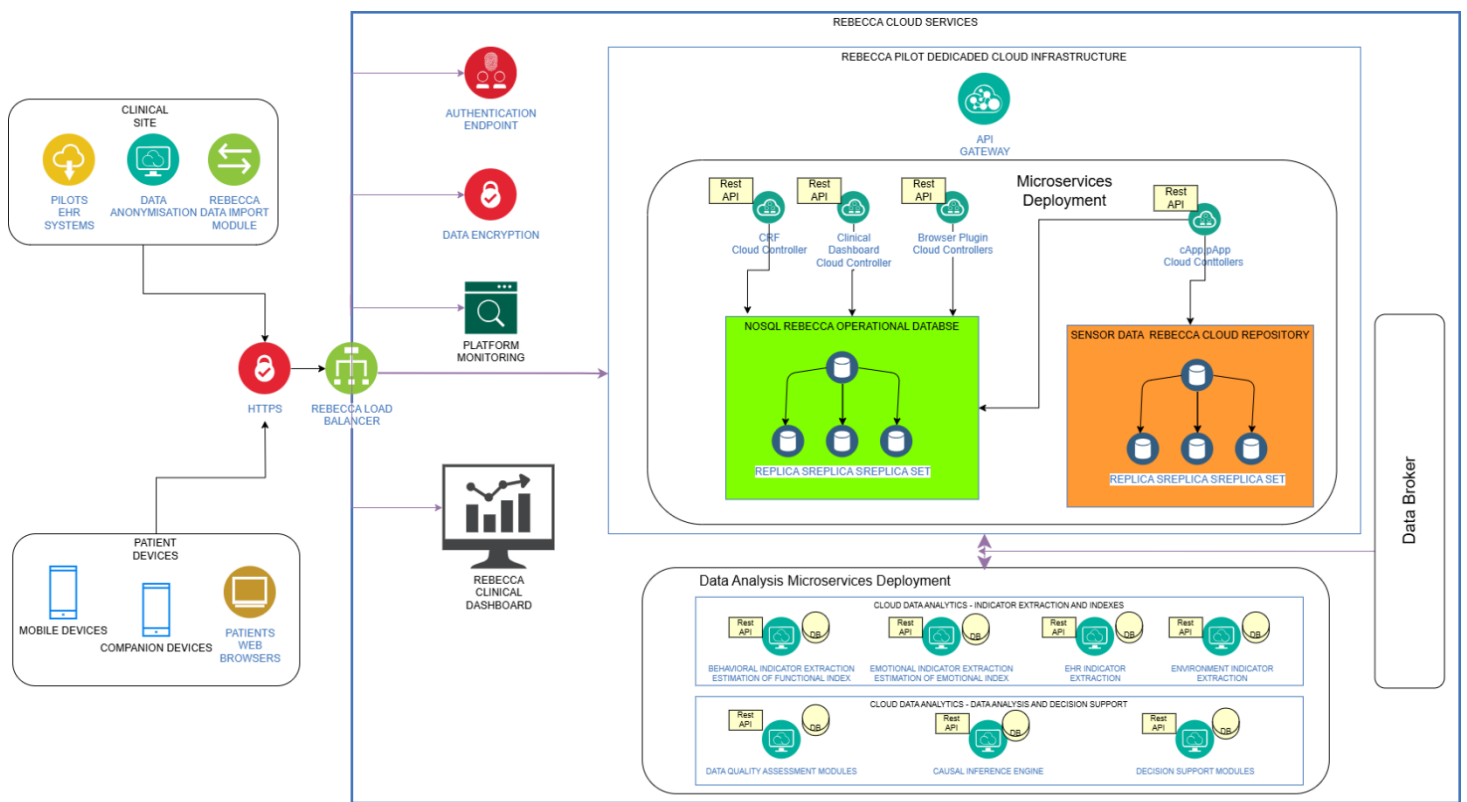 REBECCA CLOUD SERVICES
REBECCA PILOT DEDICADED CLOUD INFRASTRUCTURE
API
GATEWAY
CLINICAL
SITE
PILOTS
EHR
SYSTEMS
DATA
ANONYMISATION
REBECCA
DATA IMPORT
MODULE
AUTHENTICATION
ENDPOINT
DATA ENCRYPTION
PLATFORM
MONITORING
HTTPS
REBECCA LOAD
BALANCER
REBECCA
CLINICAL
DASHBOARD
PATIENT
DEVICES
MOBILE DEVICES
COMPANION DEVICES
PATIENTS
WEB
BROWSERS
Microservices
Deployment
Rest
API
CRF
Cloud Controller
Rest
API
Clinical
Dashboard
Cloud Controller
Rest
API
Browser Plugin
Cloud Controllers
Rest
API
cApp,pApp
Cloud Conttollers
NOSQL REBECCA OPERATIONAL DATABSE
REPLICA SREPLICA SREPLICA SET
SENSOR DATA REBECCA CLOUD REPOSITORY
REPLICA SREPLICA SREPLICA SET
Data Broker
Data Analysis Microservices Deployment
CLOUD DATA ANALYTICS - INDICATOR EXTRACTION AND INDEXES
Rest
API
DB
BEHAVIORAL INDICATOR EXTRACTION
ESTIMATION OF FUNCTIONAL INDEX
Rest
API
DB
EMOTIONAL INDICATOR EXTRACTION
ESTIMATION OF EMOTIONAL INDEX
Rest
API
DB
EHR INDICATOR
EXTRACTION
Rest
API
DB
ENVIRONMENT INDICATOR
EXTRACTION
CLOUD DATA ANALYTICS - DATA ANALYSIS AND DECISION SUPPORT
Rest
API
DB
DATA QUALITY ASSESSMENT MODULES
Rest
API
DB
CAUSAL INFERENCE ENGINE
Rest
API
DB
DECISION SUPPORT MODULES